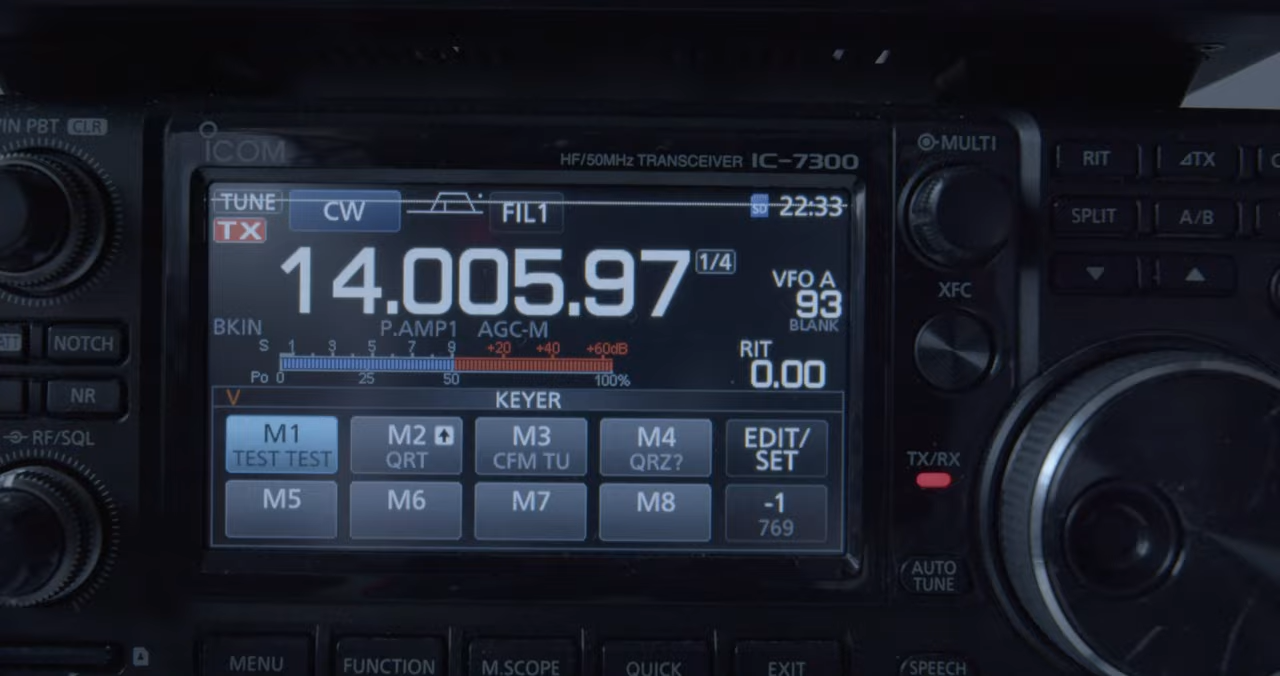 PBT CLR
ICOM
HF/50MHz TRANSCEIVER IC-7300
MULTI
RIT ⊿TX
TUNE CW FIL1 SD 22:33
TX
SPLIT A/B
14.005.97 1/4
VFO A
93
BLANK
XFC
BKIN P.AMP1 AGC-M
NOTCH
S 1 3 5 7 9 +20 +40 +60dB
Po 0 25 50 100%
RIT
0.00
NR
V KEYER
RF/SQL
M1 M2 M3 M4 EDIT/
TEST TEST QRT CFM TU QRZ? SET
TX/RX
M5 M6 M7 M8 -1
769
AUTO
TUNE
MENU FUNCTION M.SCOPE QUICK EXIT SPEECH